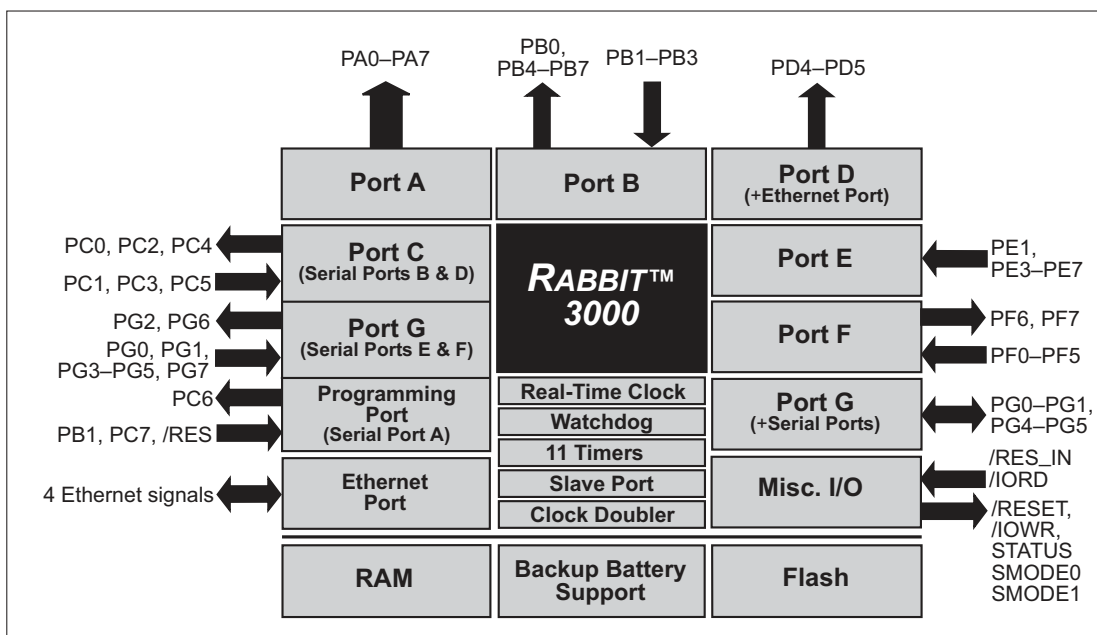 PA0–PA7
PB0,
PB4–PB7
PB1–PB3
PD4–PD5
Port A
Port B
Port D
(+Ethernet Port)
PC0, PC2, PC4
PC1, PC3, PC5
Port C
(Serial Ports B & D)
PG2, PG6
PG0, PG1,
PG3–PG5, PG7
Port G
(Serial Ports E & F)
PC6
PB1, PC7, /RES
Programming
Port
(Serial Port A)
4 Ethernet signals
Ethernet
Port
RABBIT™
3000
Real-Time Clock
Watchdog
11 Timers
Slave Port
Clock Doubler
Port E
PE1,
PE3–PE7
Port F
PF6, PF7
PF0–PF5
Port G
(+Serial Ports)
PG0–PG1,
PG4–PG5
Misc. I/O
/RES_IN
/IORD
/RESET,
/IOWR,
STATUS
SMODE0
SMODE1
RAM
Backup Battery
Support
Flash